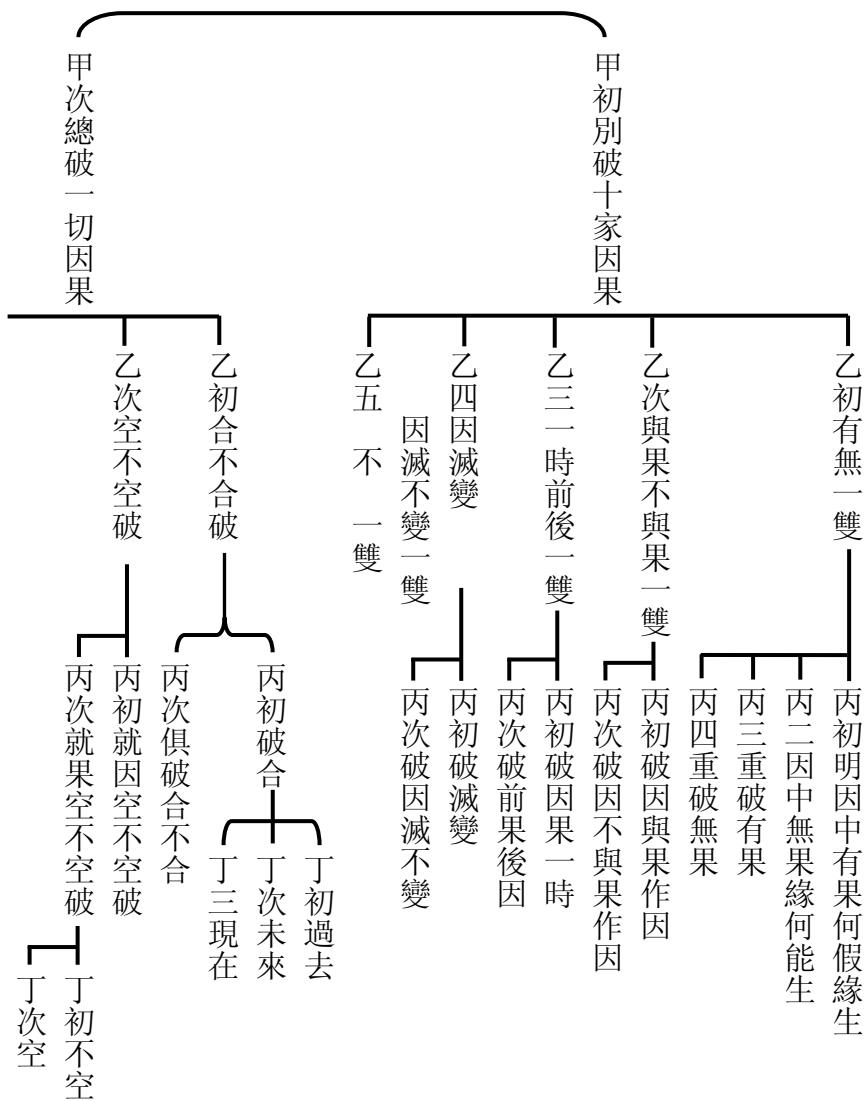 甲初別破十家因果
乙初有無一雙
丙初明因中有果何假緣生
丙二因中無果緣何能生
丙三重破有果
丙四重破無果
乙次與果不與果一雙
丙初破因與果作因
丙次破因不與果作因
乙三一時前後一雙
丙初破因果一時
丙次破前果後因
乙四因滅變
因滅不變一雙
丙初破滅變
丙次破因滅不變
乙五 不 一雙
甲次總破一切因果
乙初合不合破
丙初破合
丁初過去
丁次未來
丁三現在
丙次俱破合不合
乙次空不空破
丙初就因空不空破
丙次就果空不空破
丁初不空
丁次空